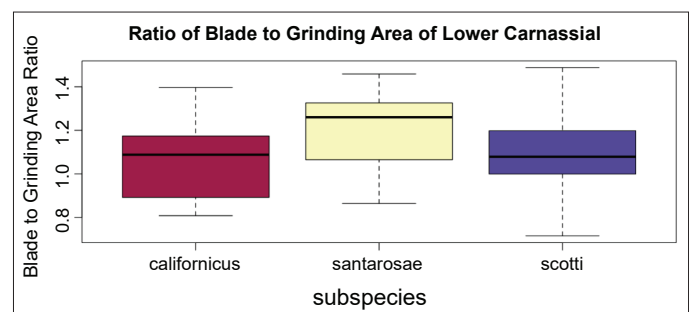 Ratio of Blade to Grinding Area of Lower Carnassial
Blade to Grinding Area Ratio
1.4
1.2
1.0
0.8
californicus santarosae scotti
subspecies